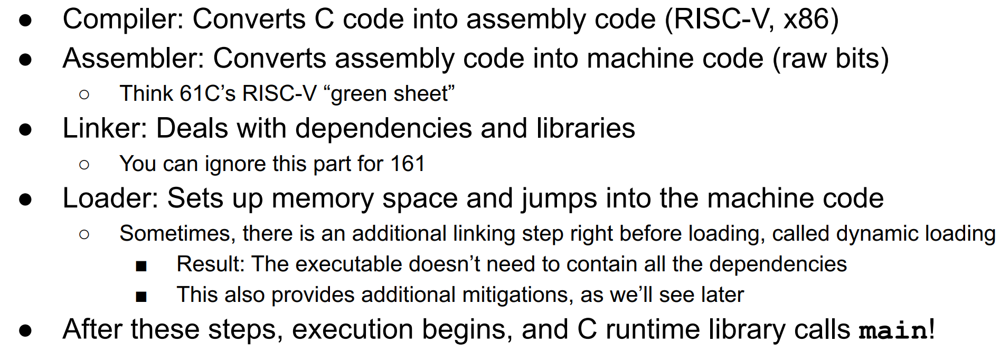 ● Compiler: Converts C code into assembly code (RISC-V, x86)
● Assembler: Converts assembly code into machine code (raw bits)
○ Think 61C’s RISC-V “green sheet”
● Linker: Deals with dependencies and libraries
○ You can ignore this part for 161
● Loader: Sets up memory space and jumps into the machine code
○ Sometimes, there is an additional linking step right before loading, called dynamic loading
■ Result: The executable doesn’t need to contain all the dependencies
■ This also provides additional mitigations, as we’ll see later
● After these steps, execution begins, and C runtime library calls main!